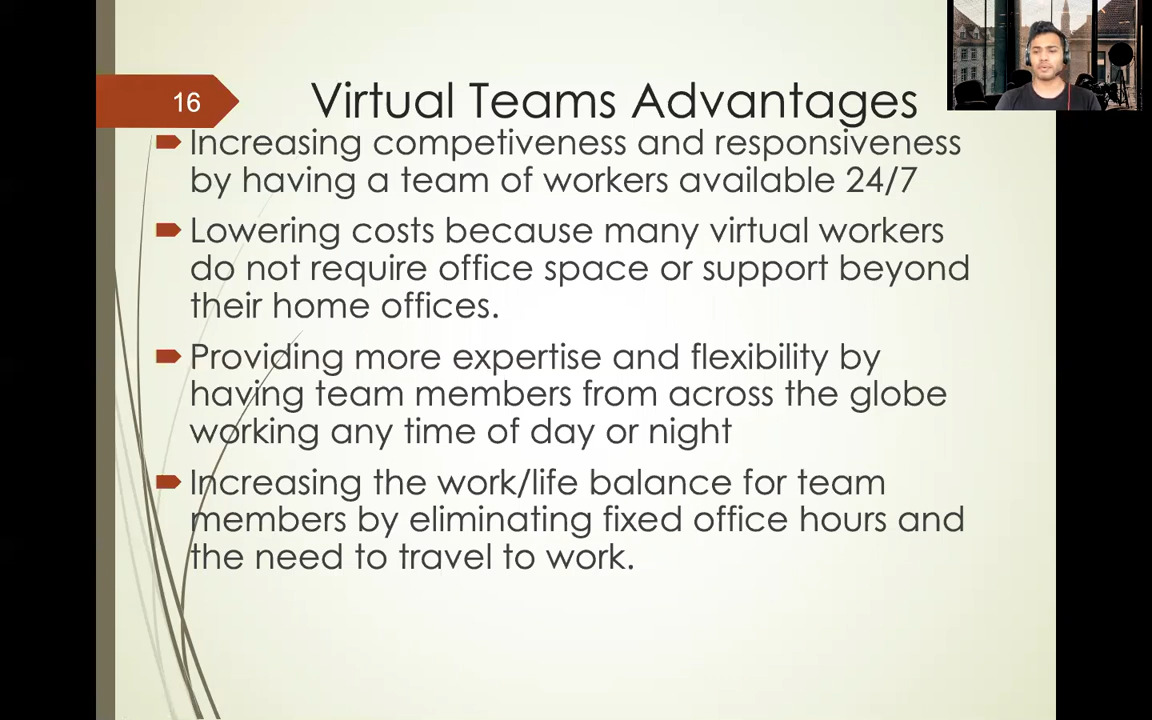 16
Virtual Teams Advantages
Increasing competiveness and responsiveness
by having a team of workers available 24/7
Lowering costs because many virtual workers
do not require office space or support beyond
their home offices.
Providing more expertise and flexibility by
having team members from across the globe
working any time of day or night
Increasing the work/life balance for team
members by eliminating fixed office hours and
the need to travel to work.